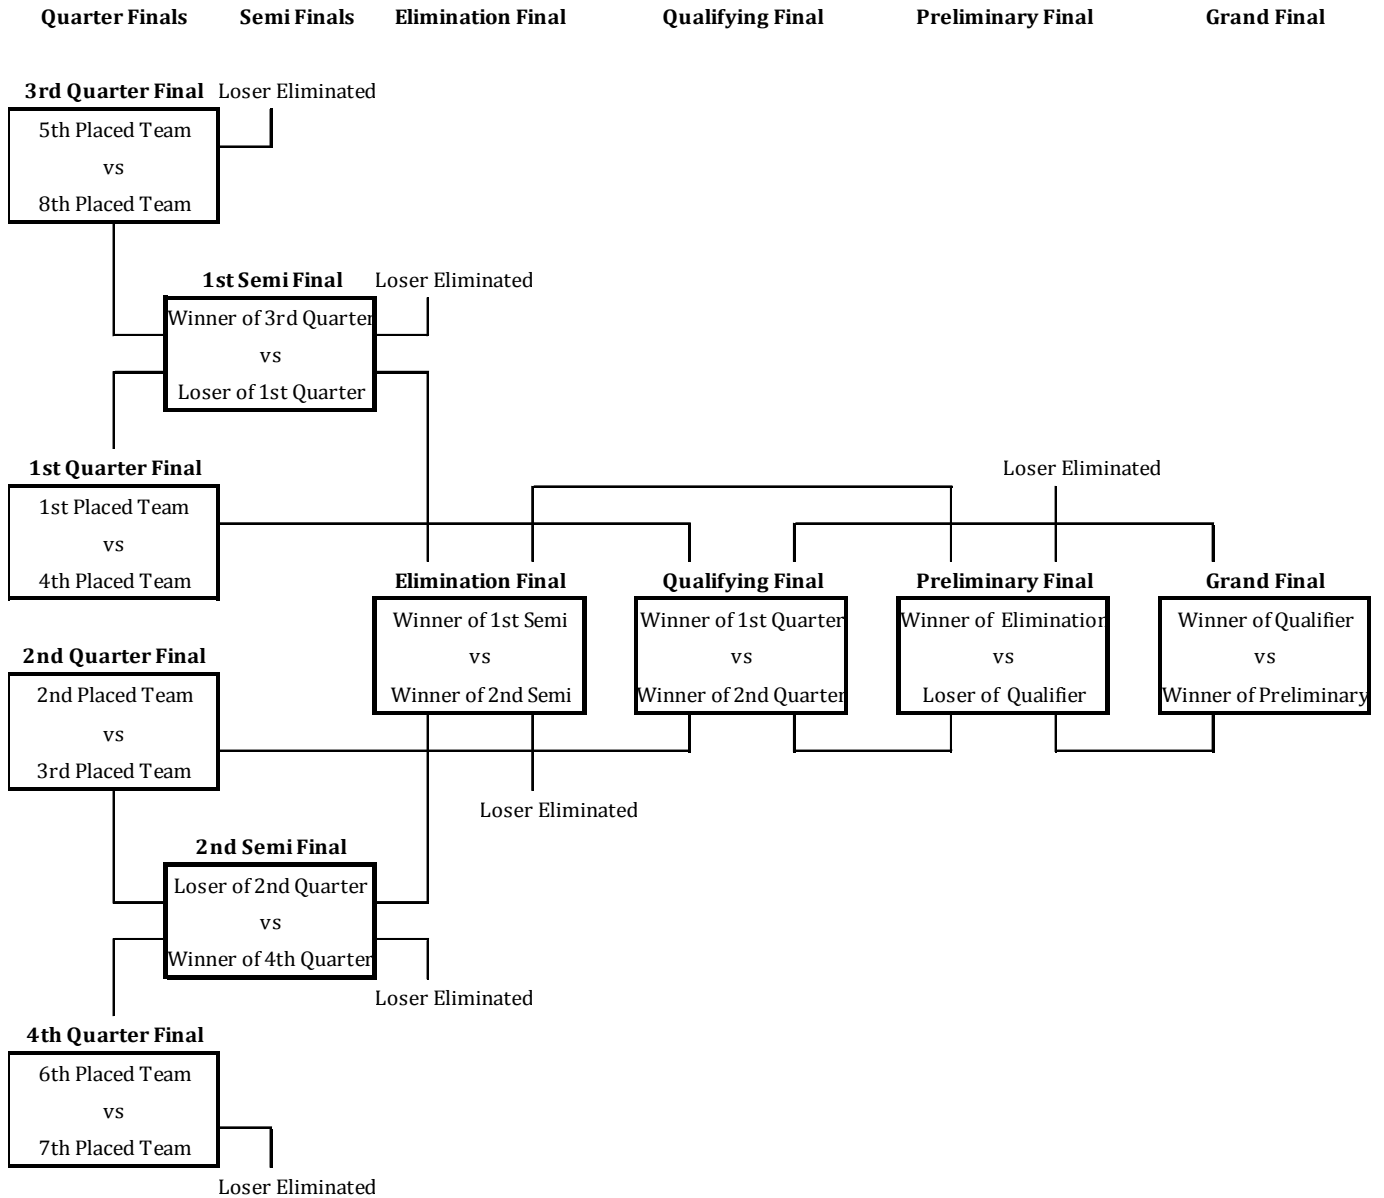 Quarter Finals Semi Finals Elimination Final Qualifying Final Preliminary Final Grand Final
3rd Quarter Final Loser Eliminated
5th Placed Team
vs
8th Placed Team
1st Semi Final Loser Eliminated
Winner of 3rd Quarter
vs
Loser of 1st Quarter
1st Quarter Final
1st Placed Team
vs
4th Placed Team
Loser Eliminated
2nd Quarter Final
2nd Placed Team
vs
3rd Placed Team
Elimination Final
Winner of 1st Semi
vs
Winner of 2nd Semi
Loser Eliminated
Qualifying Final
Winner of 1st Quarter
vs
Winner of 2nd Quarter
Preliminary Final
Winner of Elimination
vs
Loser of Qualifier
Grand Final
Winner of Qualifier
vs
Winner of Preliminary
2nd Semi Final
Loser of 2nd Quarter
vs
Winner of 4th Quarter
Loser Eliminated
4th Quarter Final
6th Placed Team
vs
7th Placed Team
Loser Eliminated